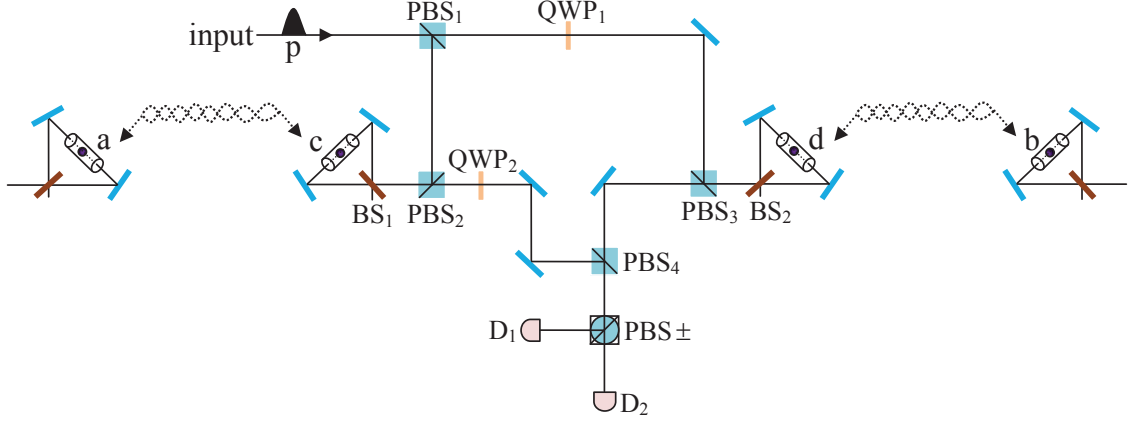 PBS₁
QWP₁
input
p
a
c
d
b
QWP₂
BS₁
PBS₂
PBS₃
BS₂
PBS₄
D₁
PBS±
D₂